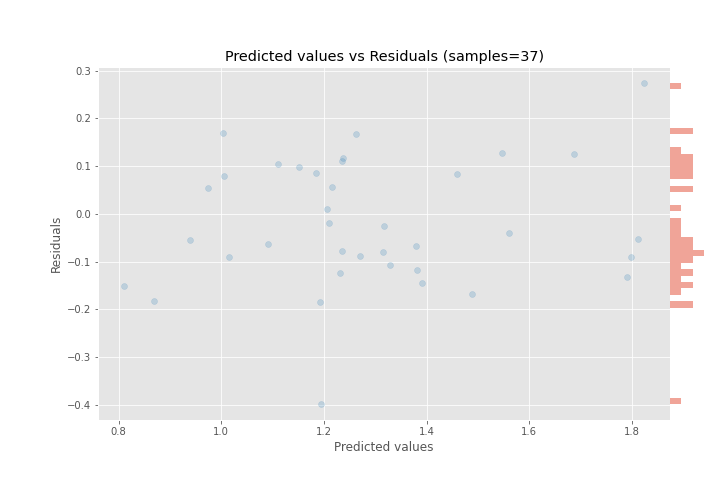 Predicted values vs Residuals (samples=37)
0.3
0.2
0.1
0.0
−0.1
−0.2
−0.3
−0.4
Residuals
0.8 1.0 1.2 1.4 1.6 1.8
Predicted values